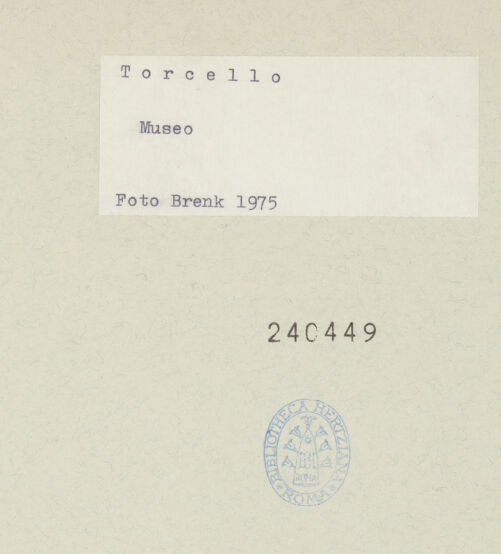 T o r c e l l o
Museo
Foto Brenk 1975
240449
BIBLIOTHECA HERTZIANA
ROMA